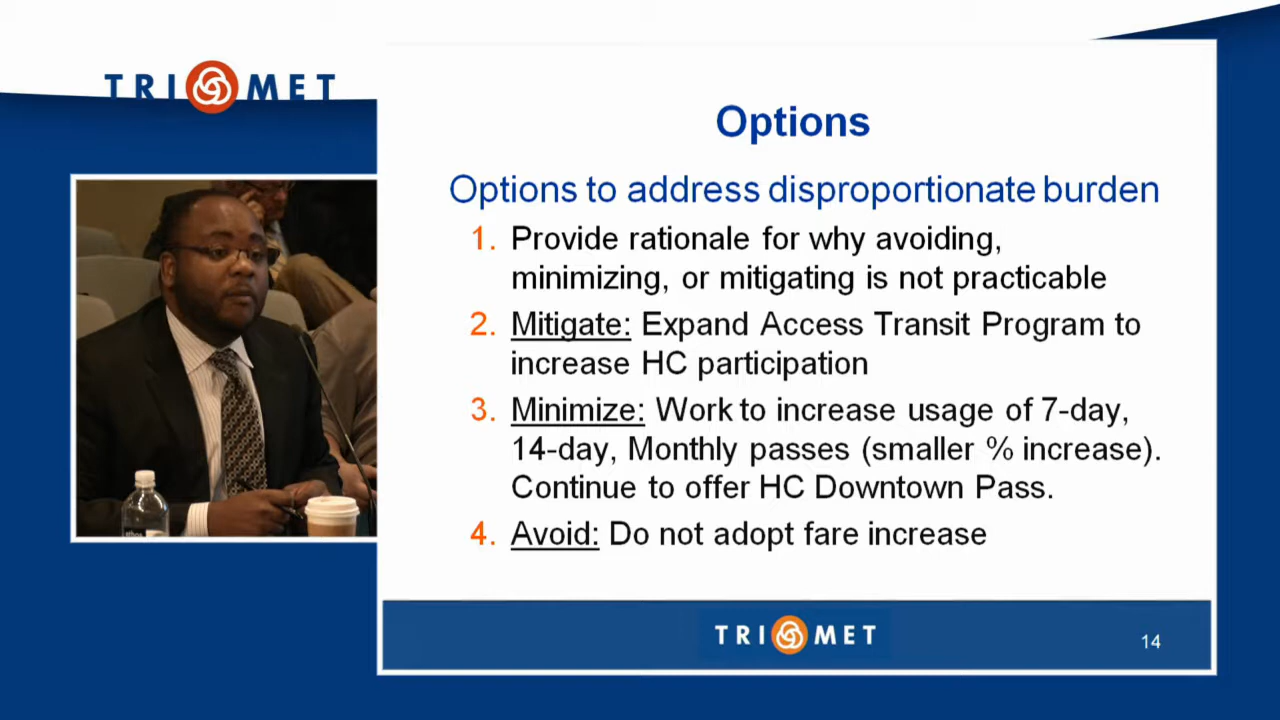 TRIMET
Options
Options to address disproportionate burden
1. Provide rationale for why avoiding,
minimizing, or mitigating is not practicable
2. Mitigate: Expand Access Transit Program to
increase HC participation
3. Minimize: Work to increase usage of 7-day,
14-day, Monthly passes (smaller % increase).
Continue to offer HC Downtown Pass.
4. Avoid: Do not adopt fare increase
TRIMET
14